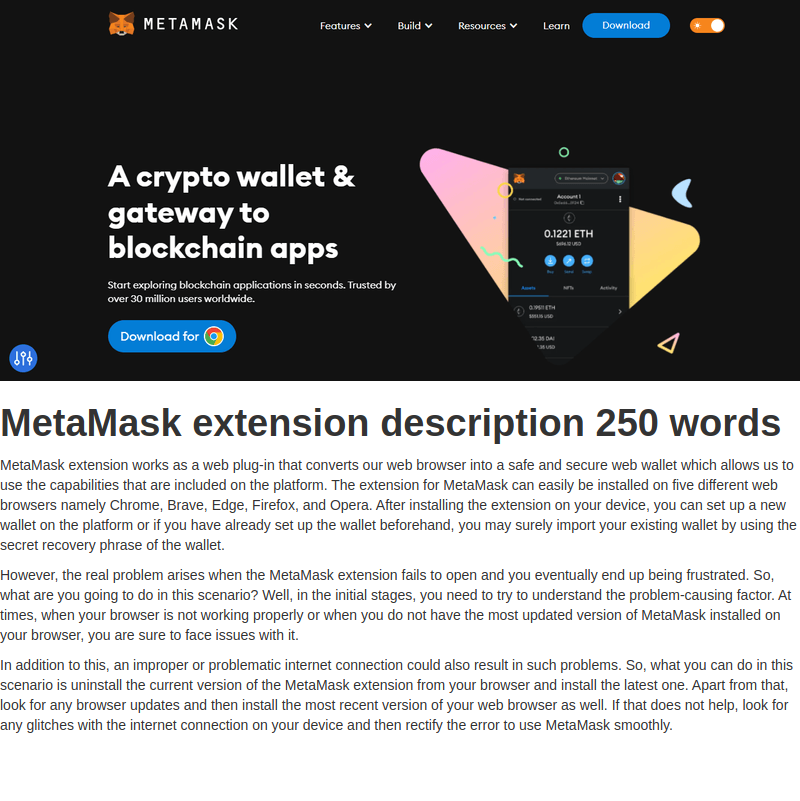 METAMASK
Features Build Resources Learn Download
A crypto wallet &
gateway to
blockchain apps
Start exploring blockchain applications in seconds. Trusted by
over 30 million users worldwide.
Download for
Ethereum Mainnet
Not connected
Account 1
0.1221 ETH
Buy Send Swap
Assets NFTs Activity
0.1951 ETH
$351.13 USD
MetaMask extension description 250 words
MetaMask extension works as a web plug-in that converts our web browser into a safe and secure web wallet which allows us to
use the capabilities that are included on the platform. The extension for MetaMask can easily be installed on five different web
browsers namely Chrome, Brave, Edge, Firefox, and Opera. After installing the extension on your device, you can set up a new
wallet on the platform or if you have already set up the wallet beforehand, you may surely import your existing wallet by using the
secret recovery phrase of the wallet.
However, the real problem arises when the MetaMask extension fails to open and you eventually end up being frustrated. So,
what are you going to do in this scenario? Well, in the initial stages, you need to try to understand the problem-causing factor. At
times, when your browser is not working properly or when you do not have the most updated version of MetaMask installed on
your browser, you are sure to face issues with it.
In addition to this, an improper or problematic internet connection could also result in such problems. So, what you can do in this
scenario is uninstall the current version of the MetaMask extension from your browser and install the latest one. Apart from that,
look for any browser updates and then install the most recent version of your web browser as well. If that does not help, look for
any glitches with the internet connection on your device and then rectify the error to use MetaMask smoothly.